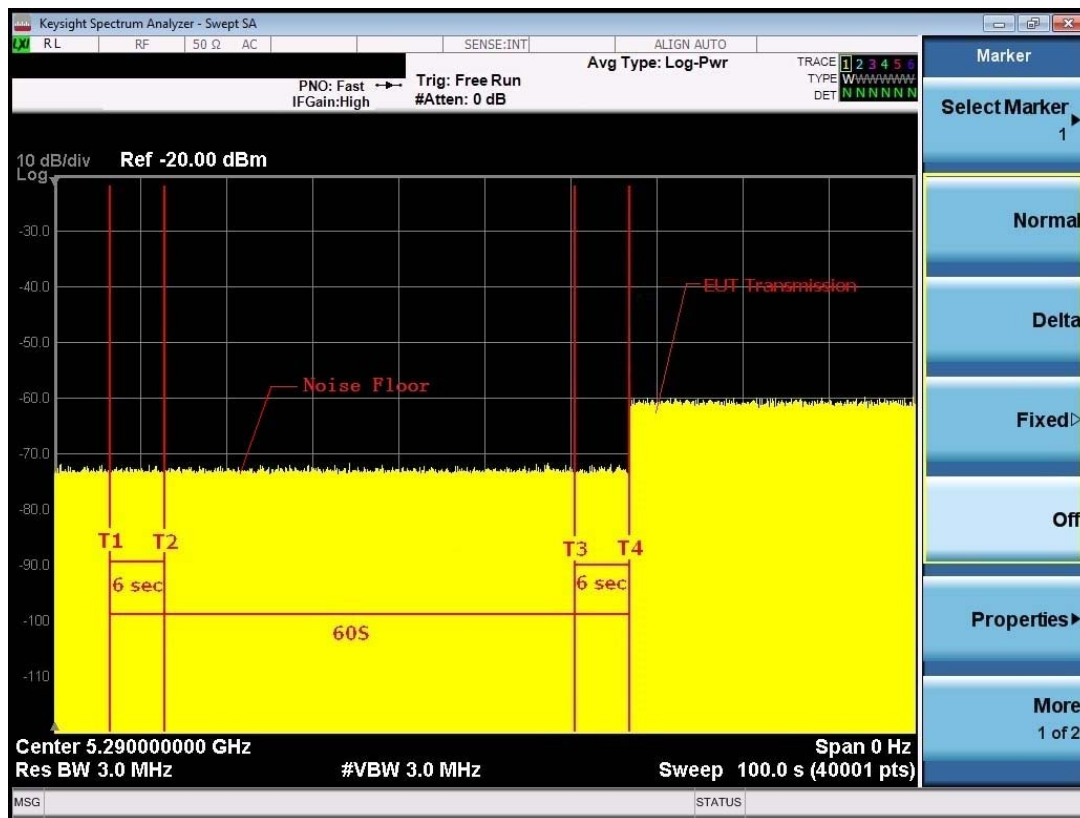 Keysight Spectrum Analyzer - Swept SA
LXI RL RF 50 Ω AC SENSE:INT ALIGN AUTO
Marker
PNO: Fast
IFGain:High
Trig: Free Run
#Atten: 0 dB
Avg Type: Log-Pwr
TRACE 1 2 3 4 5 6
TYPE WWWWWWW
DET N N N N N N
Select Marker
1
10 dB/div Ref -20.00 dBm
Log
-30.0
-40.0
-50.0
-60.0
-70.0
-80.0
-90.0
-100
-110
EUT Transmission
Noise Floor
T1 T2 T3 T4
6 sec 6 sec
60S
Normal
Delta
Fixed
Off
Properties
More
1 of 2
Center 5.290000000 GHz Span 0 Hz
Res BW 3.0 MHz #VBW 3.0 MHz Sweep 100.0 s (40001 pts)
MSG STATUS